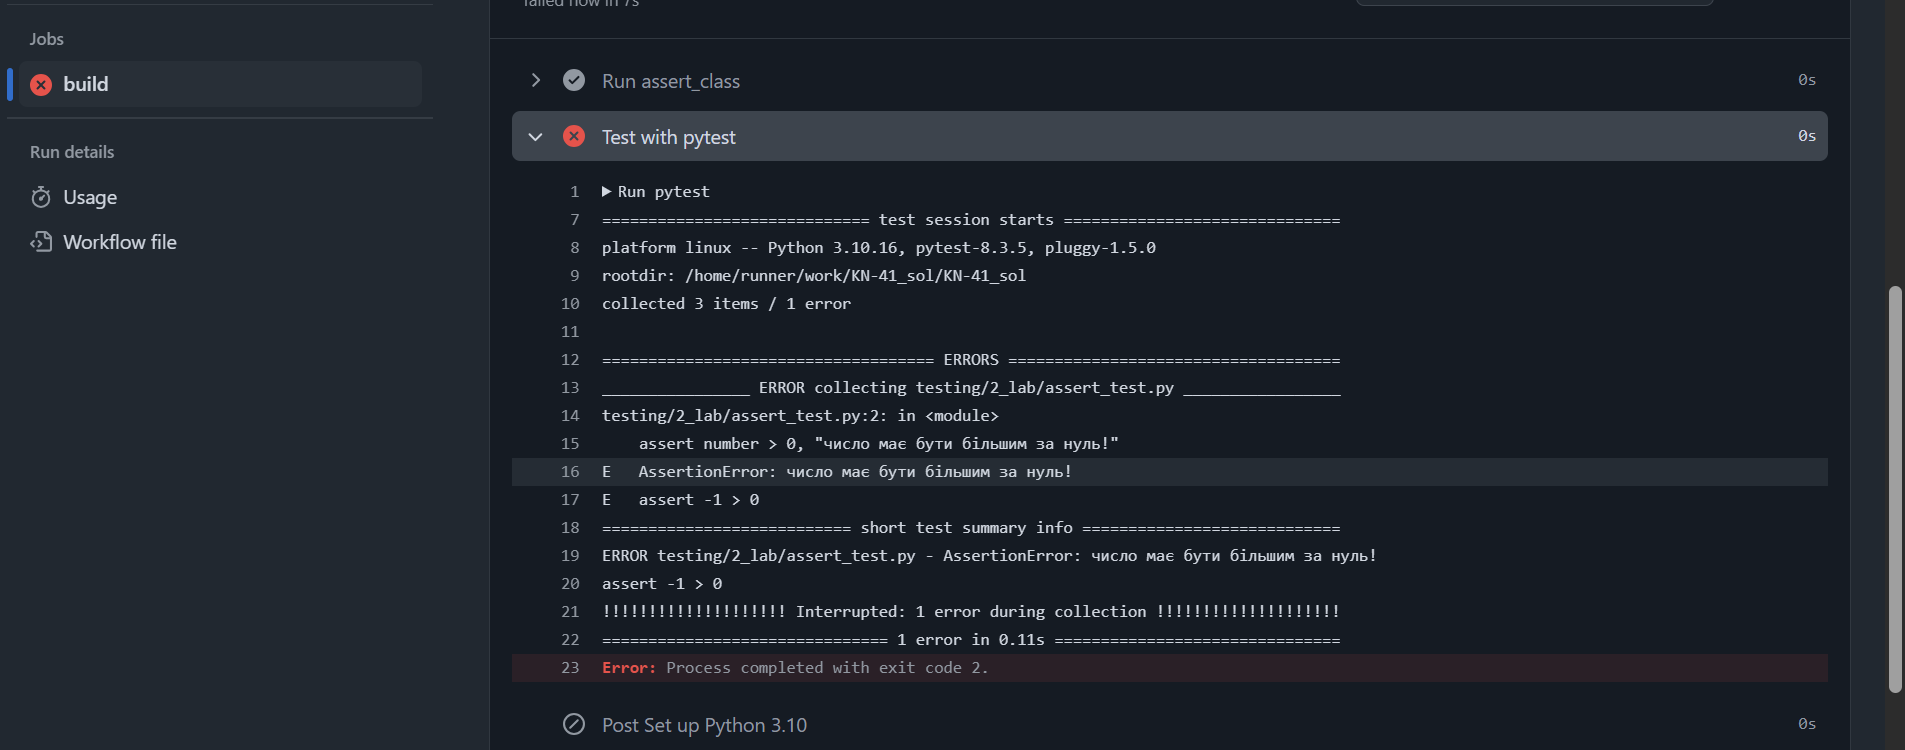 failed now in 7s
Jobs
build
Run details
Usage
Workflow file
Run assert_class 0s
Test with pytest 0s
1 Run pytest
7 ============================= test session starts ==============================
8 platform linux -- Python 3.10.16, pytest-8.3.5, pluggy-1.5.0
9 rootdir: /home/runner/work/KN-41_sol/KN-41_sol
10 collected 3 items / 1 error
11
12 ==================================== ERRORS ====================================
13 ________________ ERROR collecting testing/2_lab/assert_test.py _________________
14 testing/2_lab/assert_test.py:2: in <module>
15 assert number > 0, "число має бути більшим за нуль!"
16 E   AssertionError: число має бути більшим за нуль!
17 E   assert -1 > 0
18 =========================== short test summary info ============================
19 ERROR testing/2_lab/assert_test.py - AssertionError: число має бути більшим за нуль!
20 assert -1 > 0
21 !!!!!!!!!!!!!!!!!!!! Interrupted: 1 error during collection !!!!!!!!!!!!!!!!!!!!
22 =============================== 1 error in 0.11s ===============================
23 Error: Process completed with exit code 2.
Post Set up Python 3.10 0s